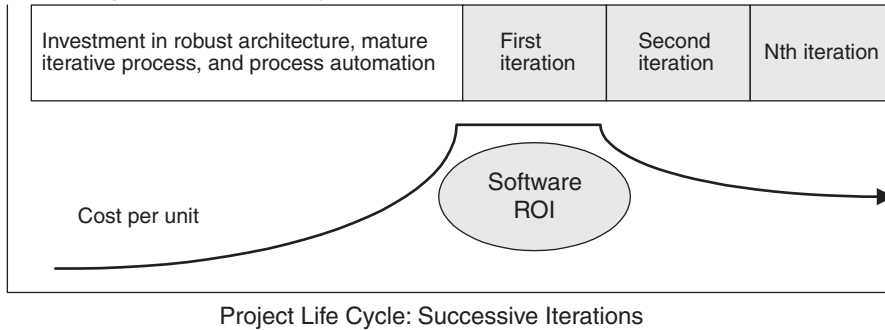 Investment in robust architecture, mature
iterative process, and process automation
First
iteration
Second
iteration
Nth iteration
Cost per unit
Software
ROI
Project Life Cycle: Successive Iterations